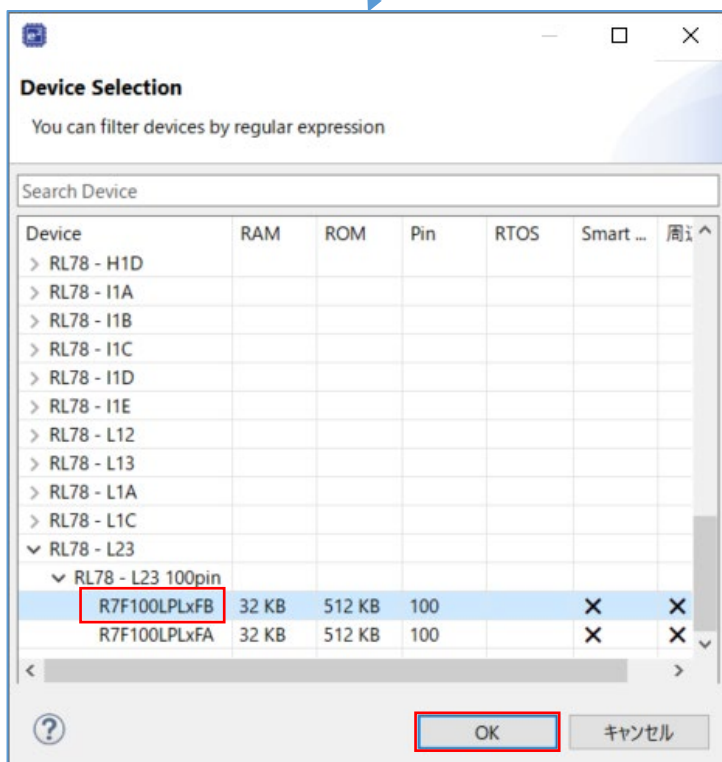 Device Selection
You can filter devices by regular expression
Search Device
Device RAM ROM Pin RTOS Smart ... 周辺
RL78 - H1D
RL78 - I1A
RL78 - I1B
RL78 - I1C
RL78 - I1D
RL78 - I1E
RL78 - L12
RL78 - L13
RL78 - L1A
RL78 - L1C
RL78 - L23
RL78 - L23 100pin
R7F100LPLxFB 32 KB 512 KB 100 ✕ ✕
R7F100LPLxFA 32 KB 512 KB 100 ✕ ✕
OK キャンセル